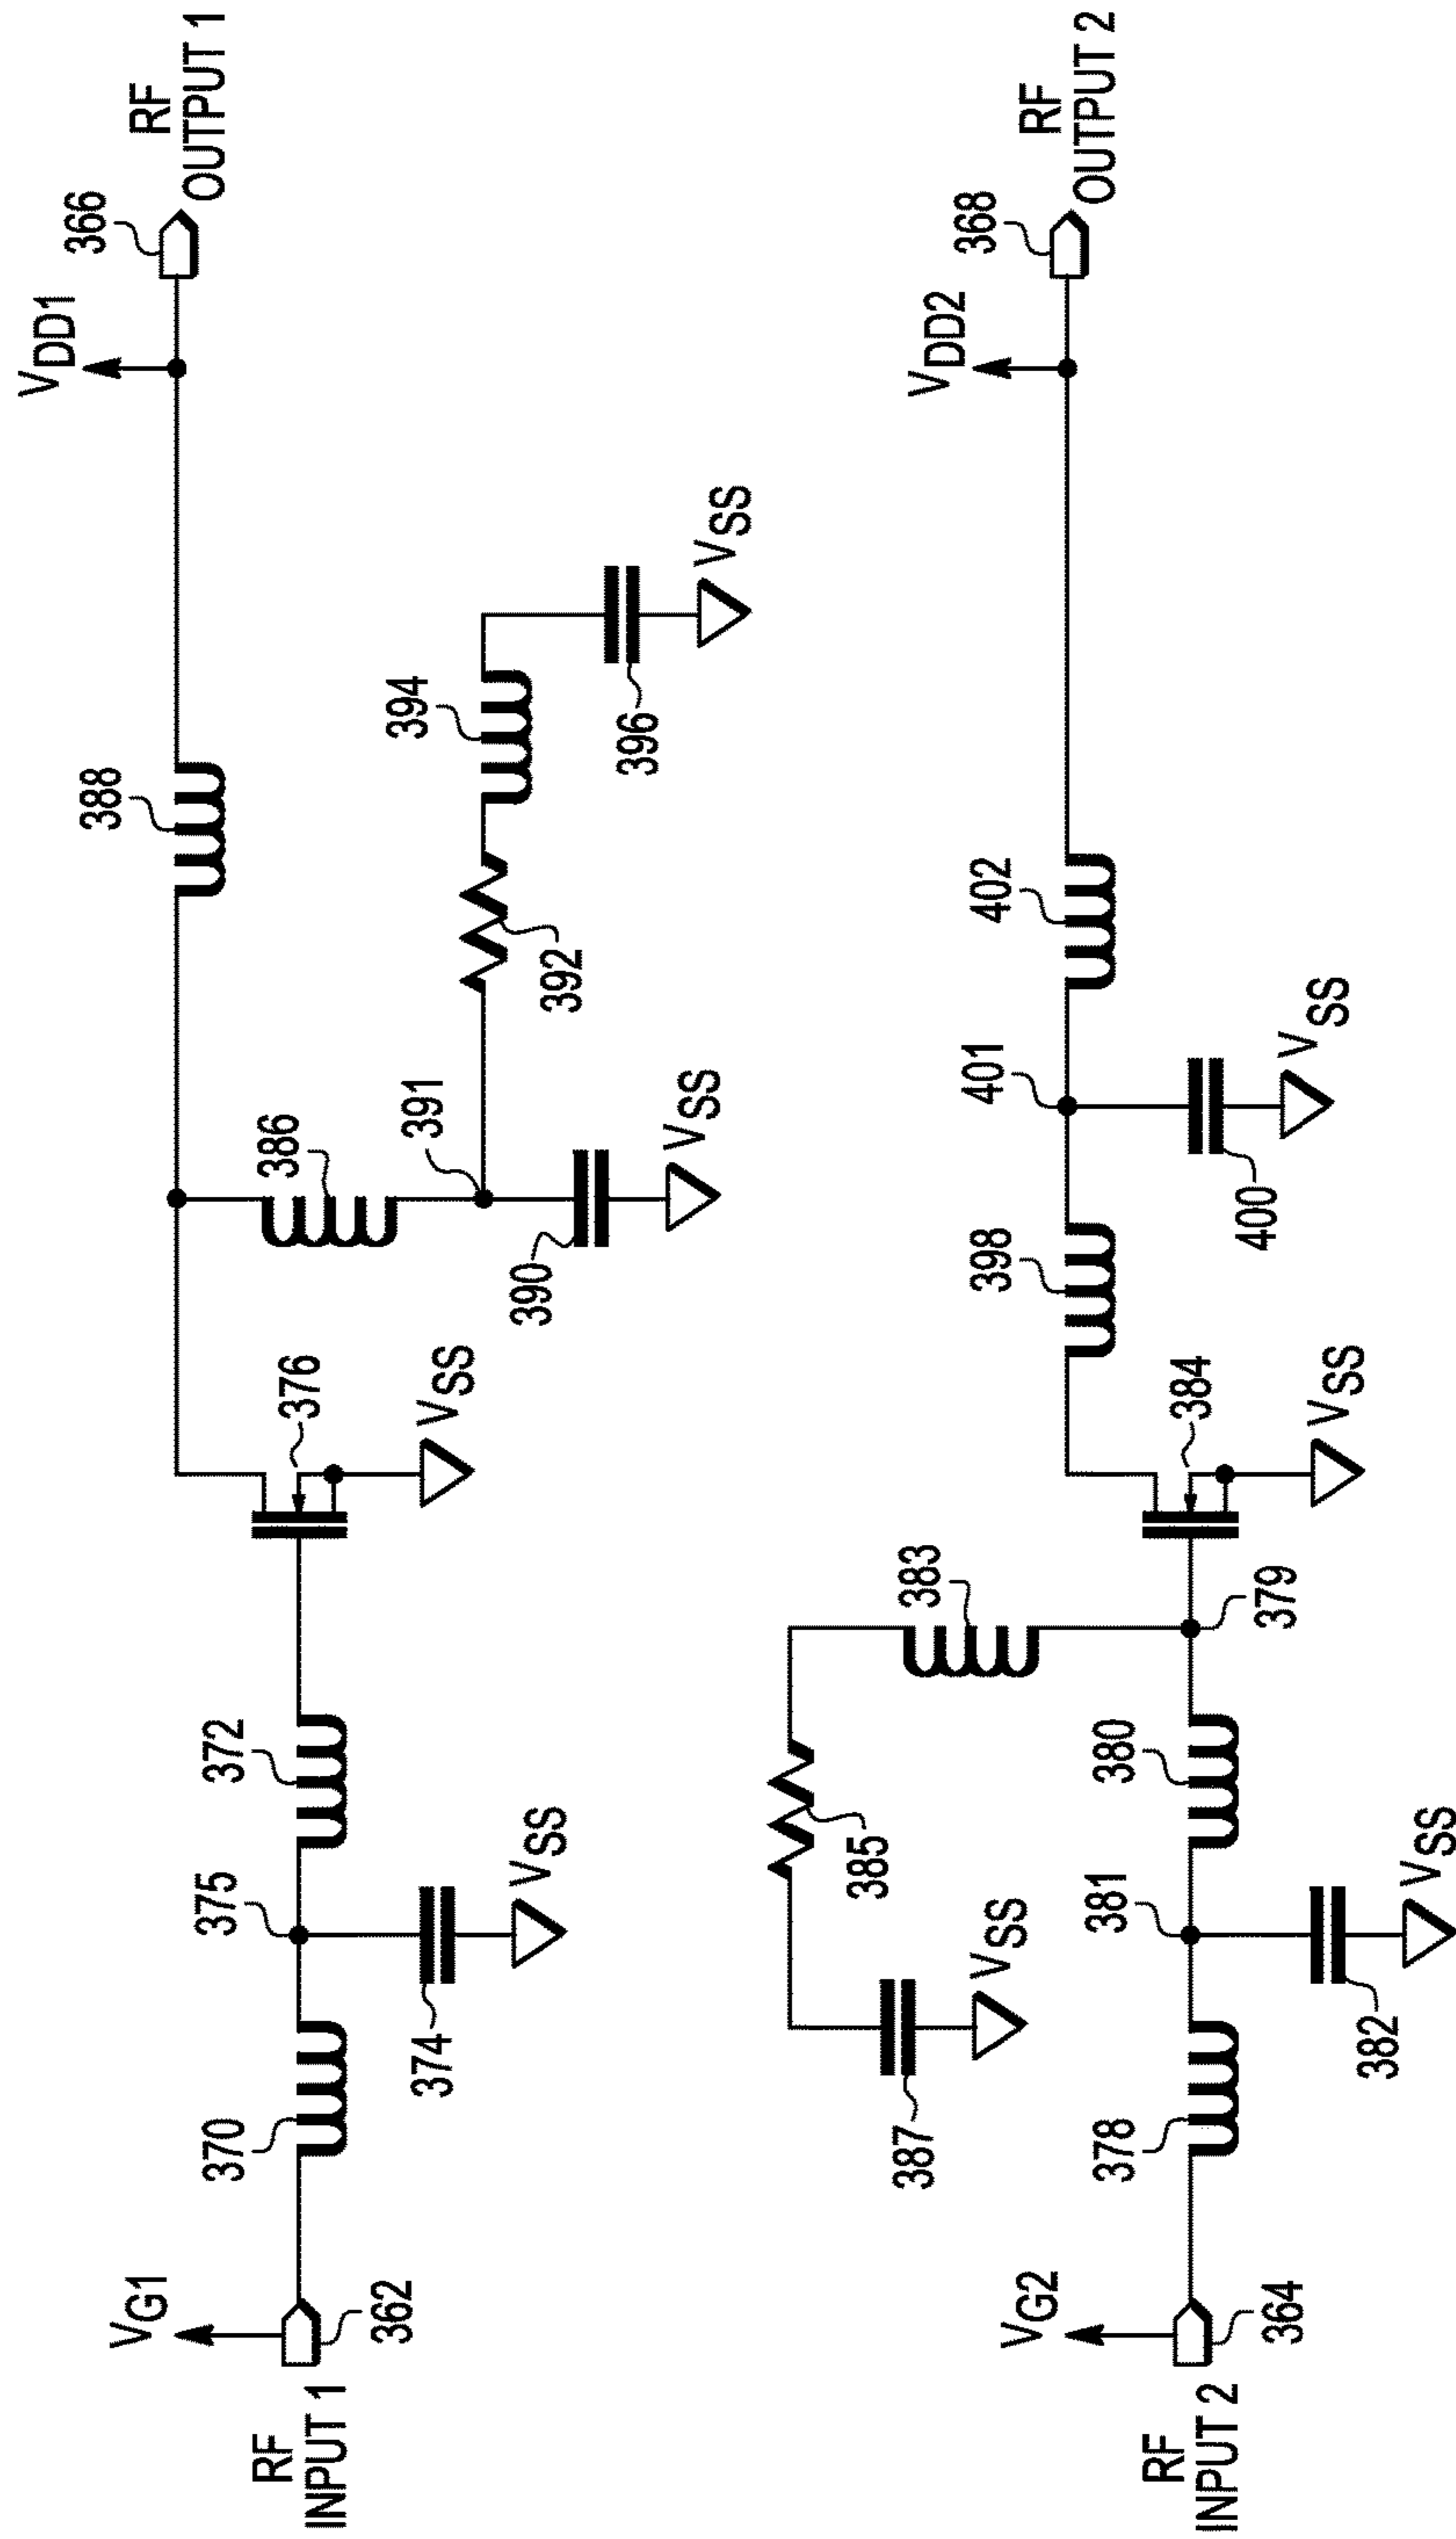 RF
INPUT 1
VG1
362
370
374
375
VSS
372
376
VSS
386
390
391
VSS
392
394
396
VSS
388
VDD1
366
RF
OUTPUT 1
RF
INPUT 2
VG2
364
378
382
381
VSS
380
387
VSS
385
383
379
384
VSS
398
400
401
VSS
402
VDD2
368
RF
OUTPUT 2